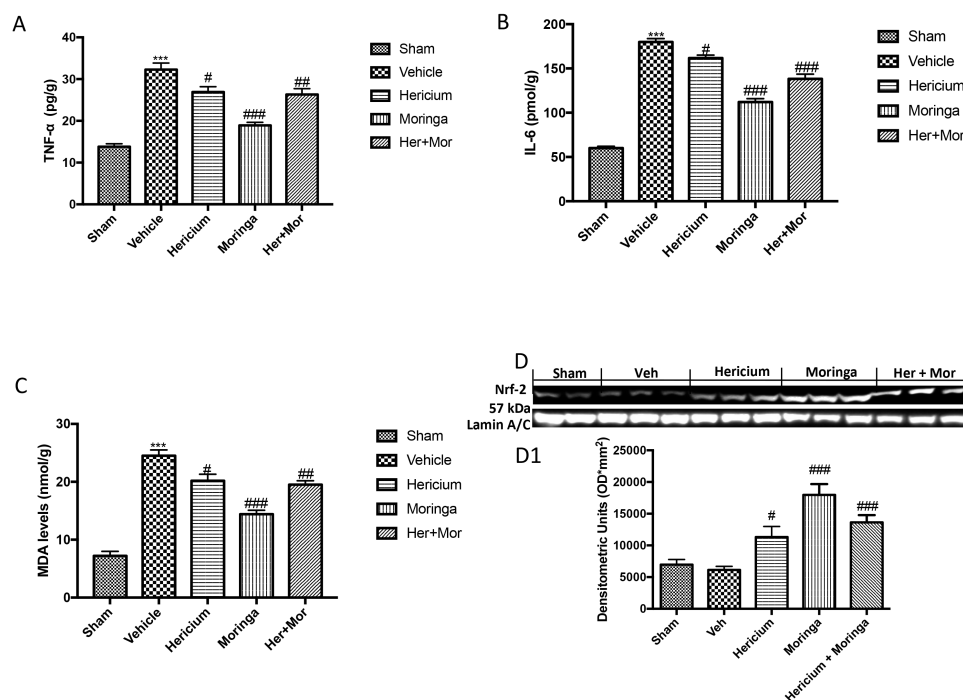 A
TNF-α (pg/g)
40
30
20
10
0
***
#
###
##
Sham
Vehicle
Hericium
Moringa
Her+Mor
Sham
Vehicle
Hericium
Moringa
Her+Mor
B
IL-6 (pmol/g)
200
150
100
50
0
***
#
###
###
Sham
Vehicle
Hericium
Moringa
Her+Mor
Sham
Vehicle
Hericium
Moringa
Her+Mor
C
MDA levels (nmol/g)
30
20
10
0
***
#
###
##
Sham
Vehicle
Hericium
Moringa
Her+Mor
Sham
Vehicle
Hericium
Moringa
Her+Mor
D
Sham Veh Hericium Moringa Her + Mor
Nrf-2
57 kDa
Lamin A/C
D1
Densitometric Units (OD*mm²)
25000
20000
15000
10000
5000
0
#
###
###
Sham
Veh
Hericium
Moringa
Hericium + Moringa